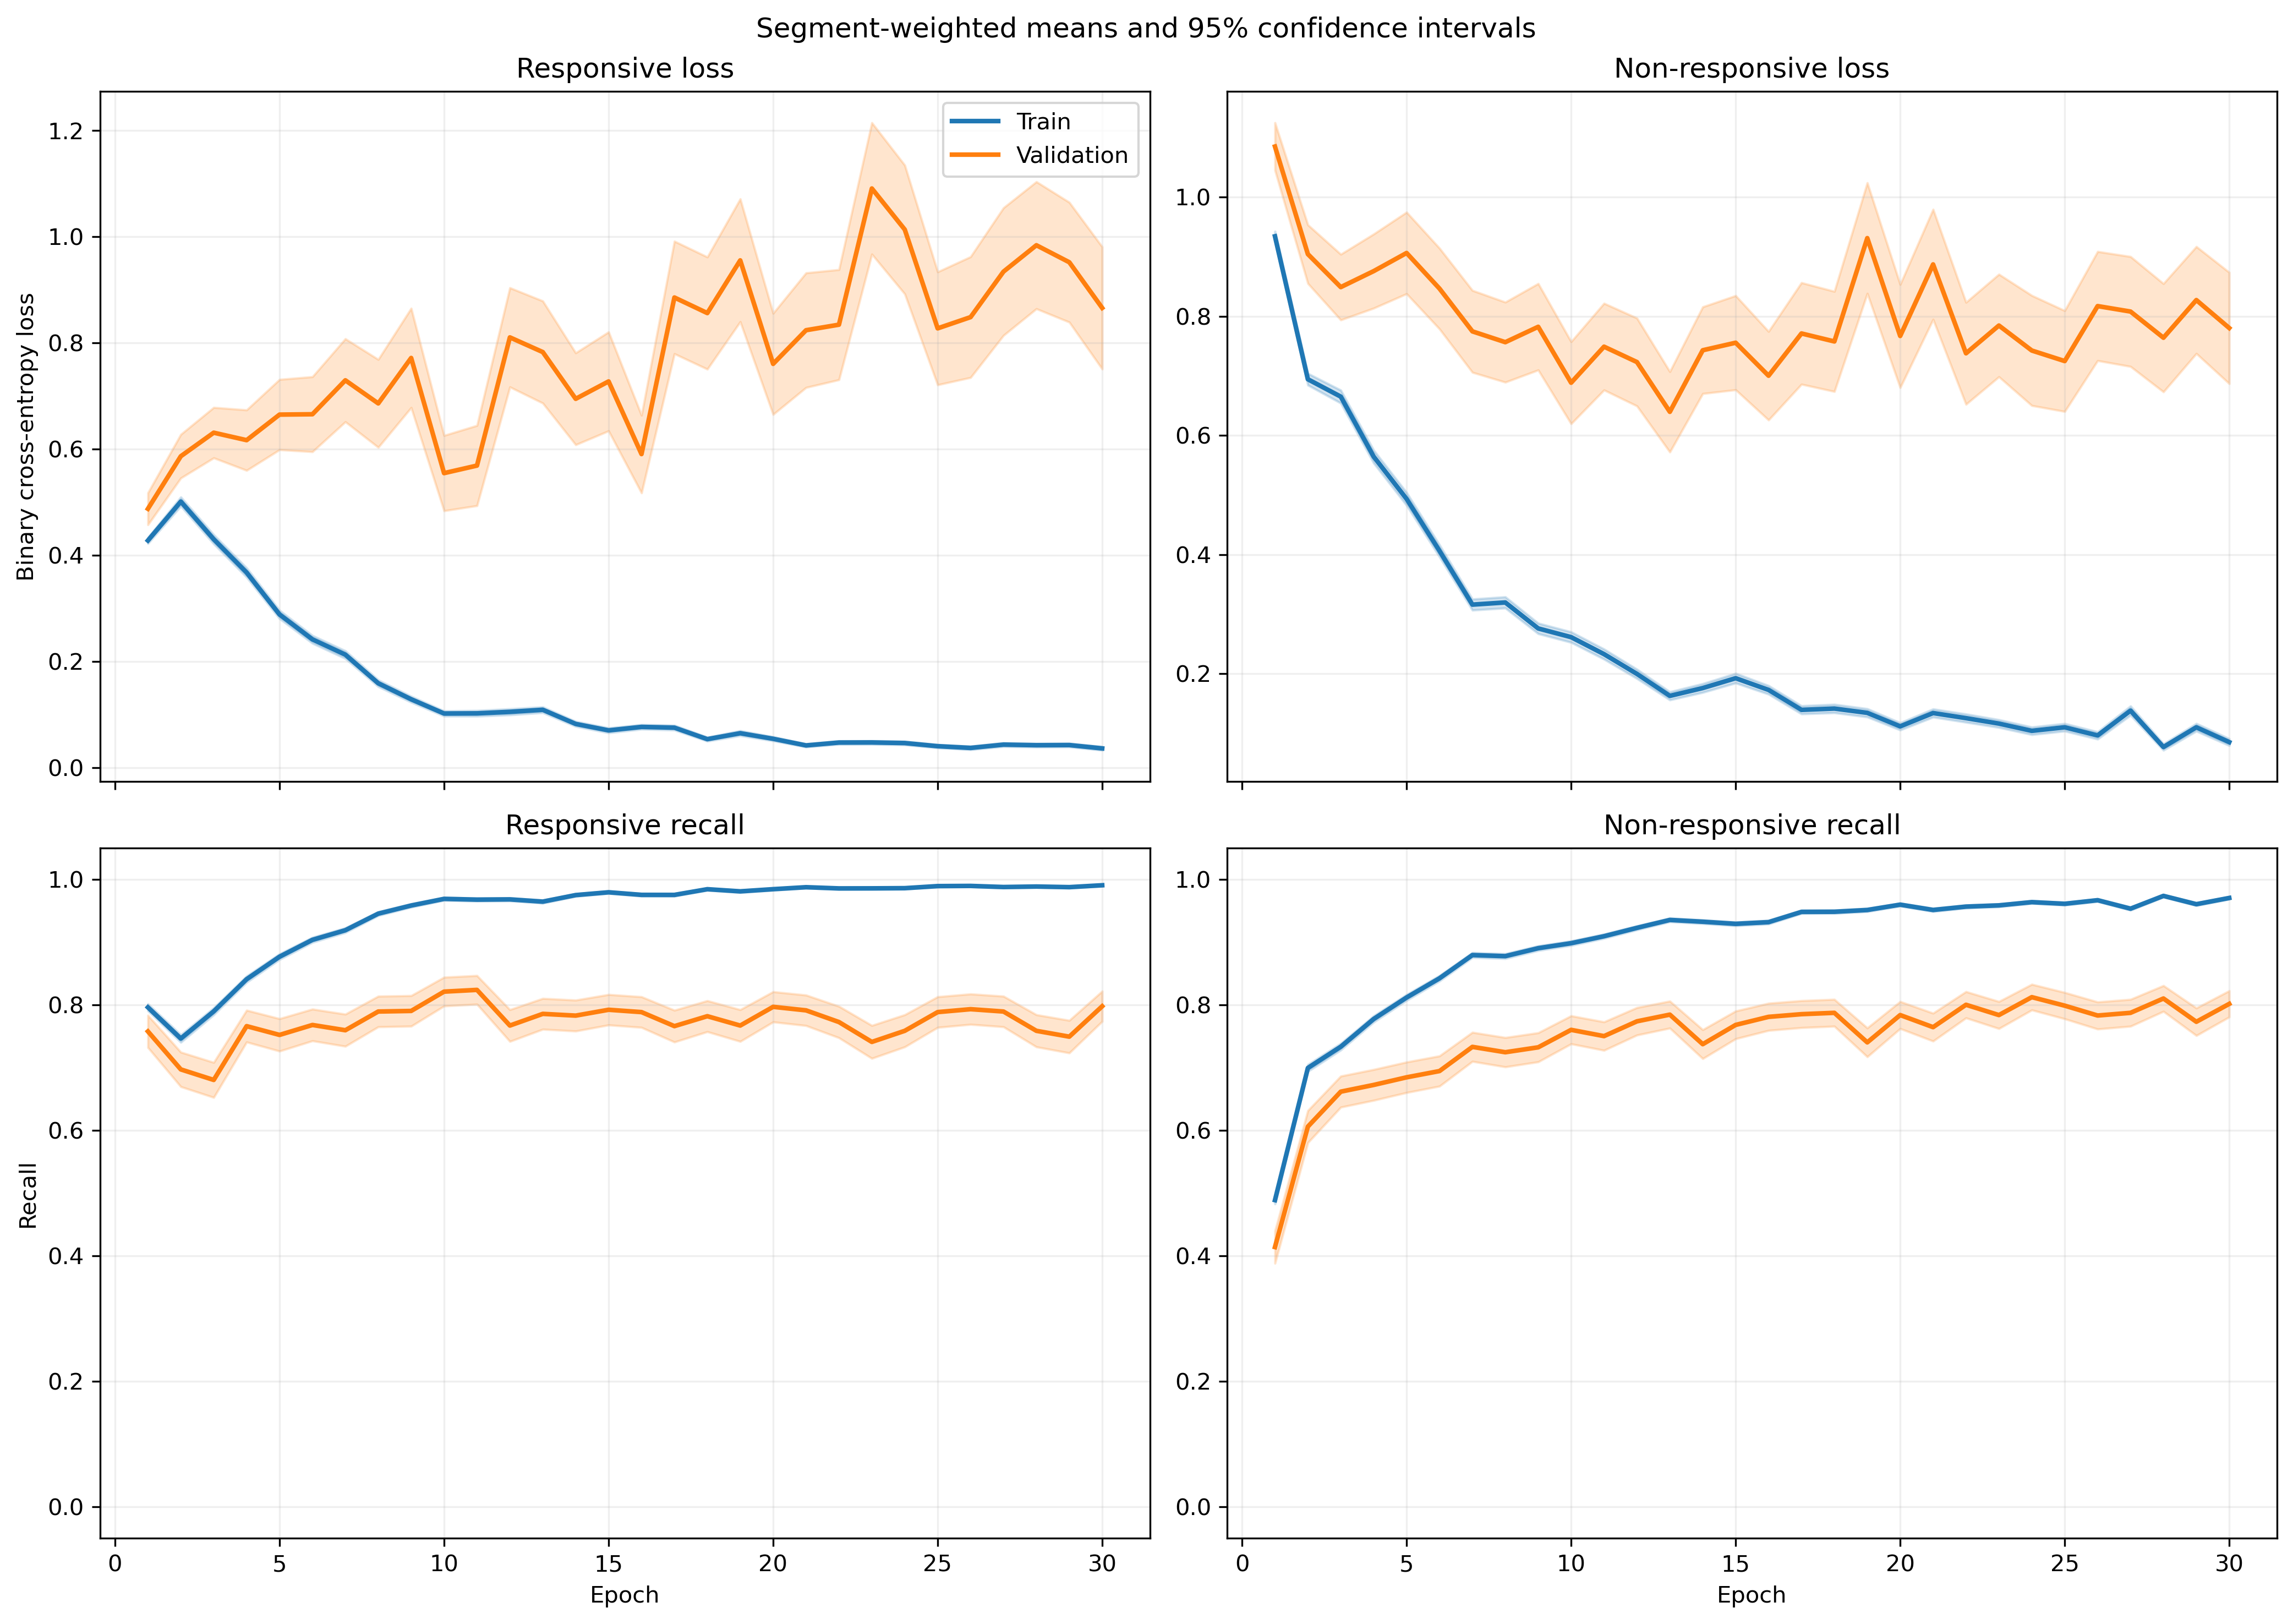 Segment-weighted means and 95% confidence intervals
Responsive loss
Non-responsive loss
Train
Validation
Binary cross-entropy loss
1.2
1.0
0.8
0.6
0.4
0.2
0.0
1.0
0.8
0.6
0.4
0.2
Responsive recall
Non-responsive recall
Recall
1.0
0.8
0.6
0.4
0.2
0.0
1.0
0.8
0.6
0.4
0.2
0.0
0 5 10 15 20 25 30
0 5 10 15 20 25 30
Epoch
Epoch